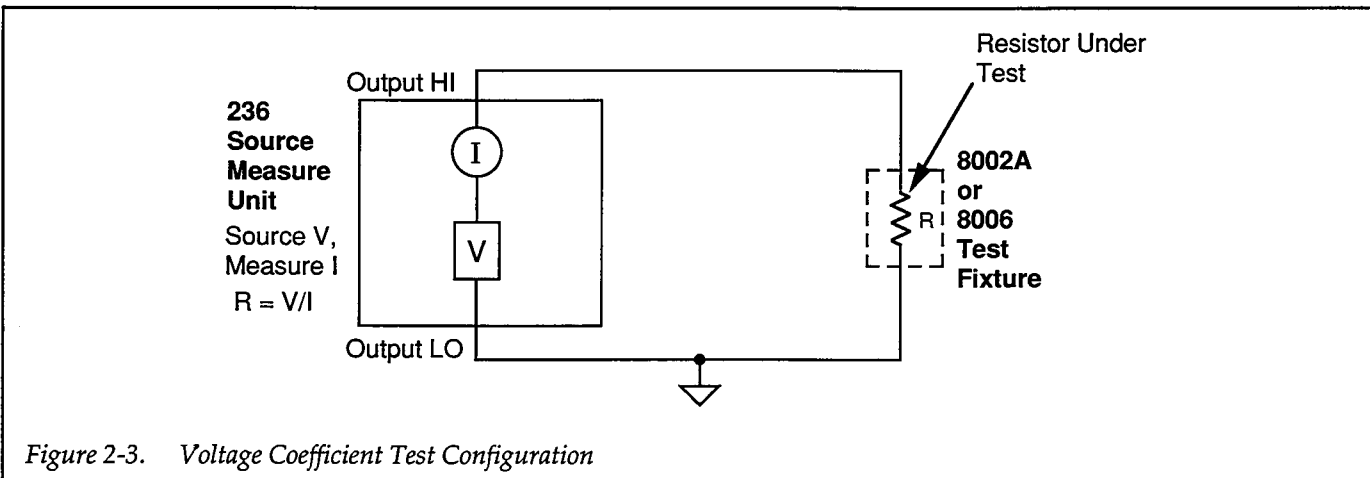 Resistor Under
Test
Output HI
236
Source
Measure
Unit
Source V,
Measure I
R = V/I
I
V
Output LO
R
8002A
or
8006
Test
Fixture
Figure 2-3. Voltage Coefficient Test Configuration